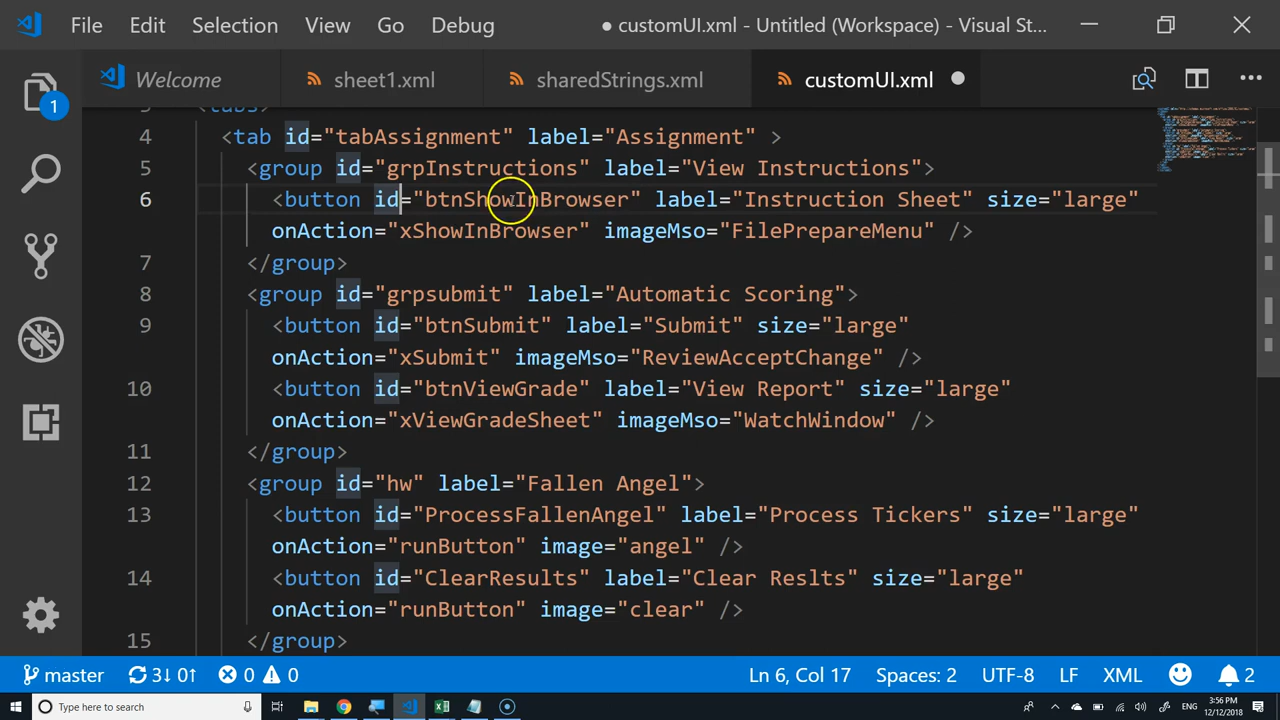 File Edit Selection View Go Debug ● customUI.xml - Untitled (Workspace) - Visual St...
Welcome sheet1.xml sharedStrings.xml customUI.xml
1
<tabs>
4 <tab id="tabAssignment" label="Assignment" >
5 <group id="grpInstructions" label="View Instructions">
6 <button id="btnShowInBrowser" label="Instruction Sheet" size="large"
onAction="xShowInBrowser" imageMso="FilePrepareMenu" />
7 </group>
8 <group id="grpsubmit" label="Automatic Scoring">
9 <button id="btnSubmit" label="Submit" size="large"
onAction="xSubmit" imageMso="ReviewAcceptChange" />
10 <button id="btnViewGrade" label="View Report" size="large"
onAction="xViewGradeSheet" imageMso="WatchWindow" />
11 </group>
12 <group id="hw" label="Fallen Angel">
13 <button id="ProcessFallenAngel" label="Process Tickers" size="large"
onAction="runButton" image="angel" />
14 <button id="ClearResults" label="Clear Reslts" size="large"
onAction="runButton" image="clear" />
15 </group>
master 3↓ 0↑ 0 0 Ln 6, Col 17 Spaces: 2 UTF-8 LF XML 2
Type here to search
3:56 PM
12/12/2018